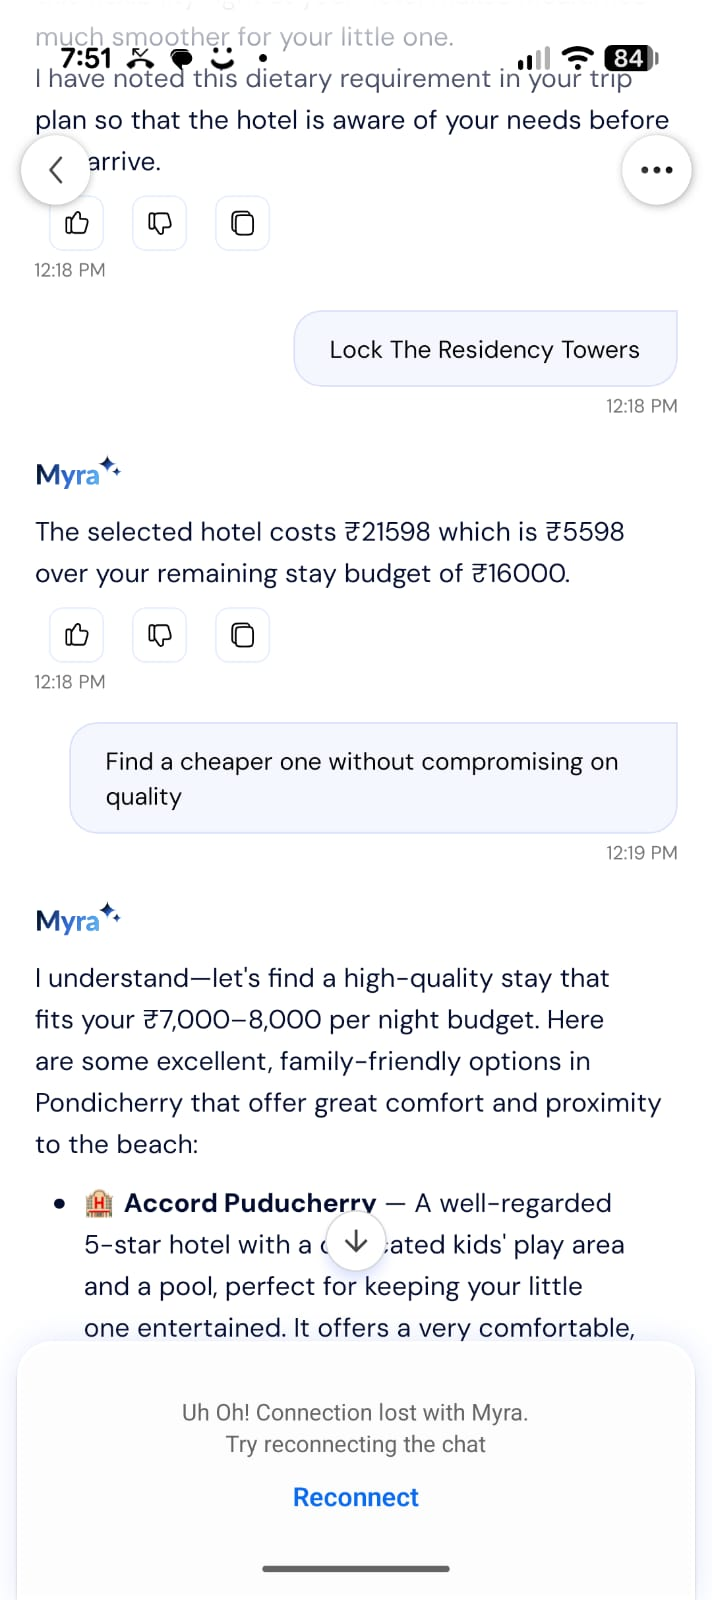 much smoother for your little one.
7:51
84
I have noted this dietary requirement in your trip
plan so that the hotel is aware of your needs before
arrive.
12:18 PM
Lock The Residency Towers
12:18 PM
Myra
The selected hotel costs ₹21598 which is ₹5598
over your remaining stay budget of ₹16000.
12:18 PM
Find a cheaper one without compromising on
quality
12:19 PM
Myra
I understand—let's find a high-quality stay that
fits your ₹7,000–8,000 per night budget. Here
are some excellent, family-friendly options in
Pondicherry that offer great comfort and proximity
to the beach:
• 🏨 Accord Puducherry — A well-regarded
5-star hotel with a kids' play area
and a pool, perfect for keeping your little
one entertained. It offers a very comfortable,
Uh Oh! Connection lost with Myra.
Try reconnecting the chat
Reconnect